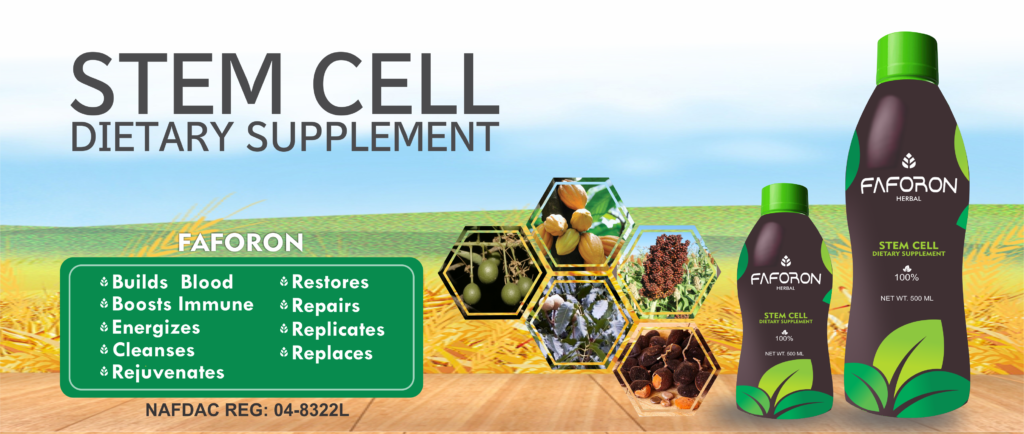 STEM CELL
DIETARY SUPPLEMENT
FAFORON
Builds Blood
Boosts Immune
Energizes
Cleanses
Rejuvenates
Restores
Repairs
Replicates
Replaces
NAFDAC REG: 04-8322L
FAFORON
HERBAL
STEM CELL
DIETARY SUPPLEMENT
100%
NET WT. 500 ML
FAFORON
HERBAL
STEM CELL
DIETARY SUPPLEMENT
100%
NET WT. 500 ML